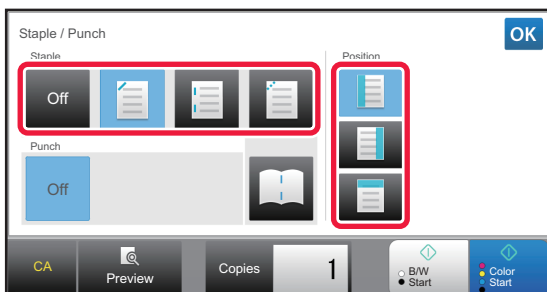 Staple / Punch
OK
Staple
Position
Off
Punch
Off
CA
Preview
Copies
1
B/W
Start
Color
Start